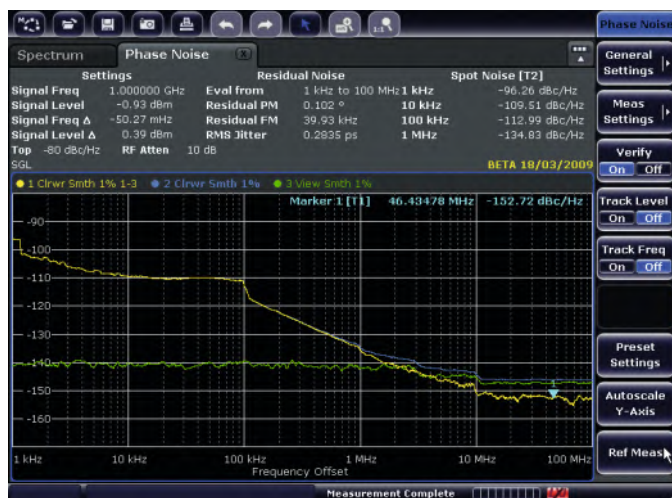 Phase Noise
Spectrum
Phase Noise
Settings
Residual Noise
Spot Noise [T2]
Signal Freq 1.000000 GHz Eval from 1 kHz to 100 MHz 1 kHz -96.26 dBc/Hz
Signal Level -0.93 dBm Residual PM 0.102 ° 10 kHz -109.51 dBc/Hz
Signal Freq Δ -50.27 mHz Residual FM 39.93 kHz 100 kHz -112.99 dBc/Hz
Signal Level Δ 0.39 dBm RMS Jitter 0.2835 ps 1 MHz -134.83 dBc/Hz
Top -80 dBc/Hz RF Atten 10 dB
SGL BETA 18/03/2009
1 Clrwr Smth 1% 1-3 2 Clrwr Smth 1% 3 View Smth 1%
Marker 1 [T1] 46.43478 MHz -152.72 dBc/Hz
-90
-100
-110
-120
-130
-140
-150
-160
1
1 kHz 10 kHz 100 kHz 1 MHz 10 MHz 100 MHz
Frequency Offset
Measurement Complete
General Settings
Meas Settings
Verify
On Off
Track Level
On Off
Track Freq
On Off
Preset Settings
Autoscale Y-Axis
Ref Meas